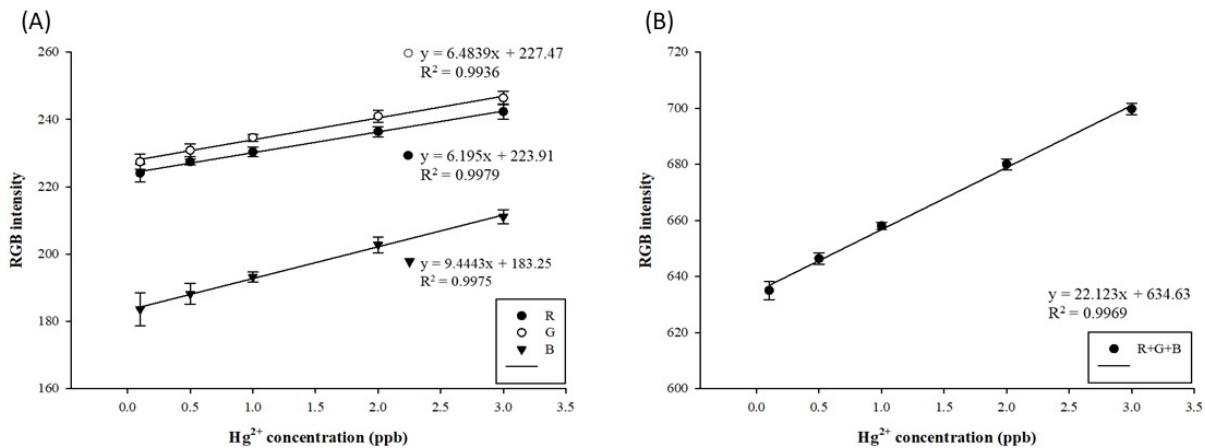 (A)
260
240
220
200
180
160
RGB intensity
y = 6.4839x + 227.47
R² = 0.9936
y = 6.195x + 223.91
R² = 0.9979
y = 9.4443x + 183.25
R² = 0.9975
R
G
B
0.0 0.5 1.0 1.5 2.0 2.5 3.0 3.5
Hg²⁺ concentration (ppb)
(B)
720
700
680
660
640
620
600
RGB intensity
y = 22.123x + 634.63
R² = 0.9969
R+G+B
0.0 0.5 1.0 1.5 2.0 2.5 3.0 3.5
Hg²⁺ concentration (ppb)